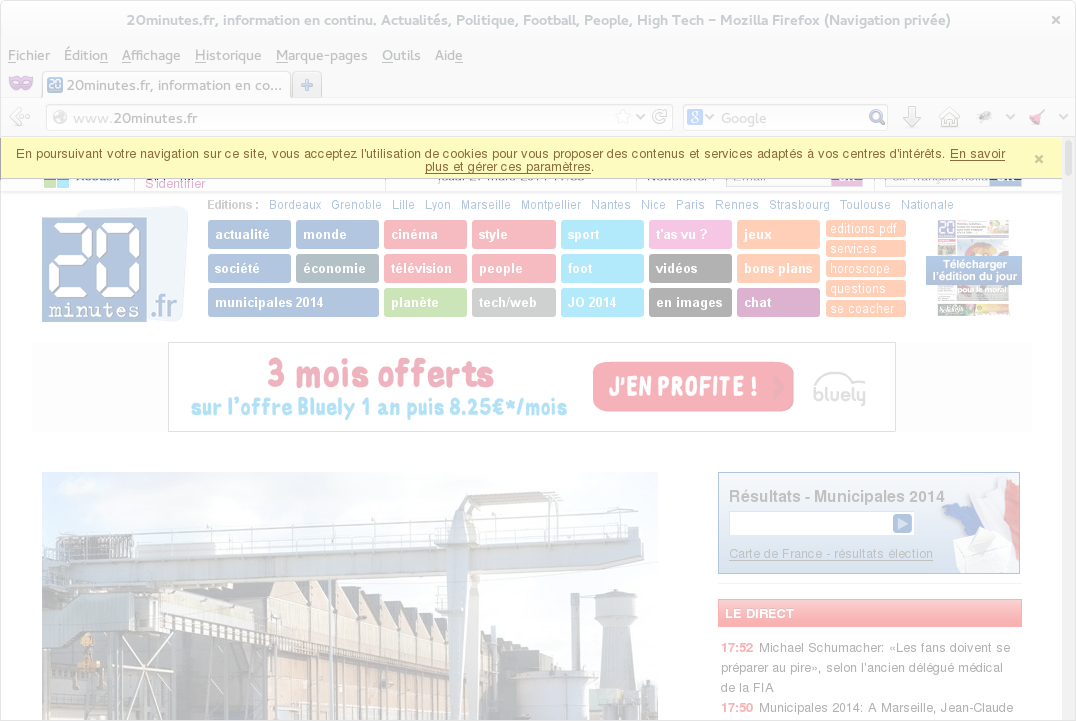 20minutes.fr, information en continu. Actualités, Politique, Football, People, High Tech – Mozilla Firefox (Navigation privée)
Fichier Édition Affichage Historique Marque-pages Outils Aide
20minutes.fr, information en co...
www.20minutes.fr
Google
En poursuivant votre navigation sur ce site, vous acceptez l'utilisation de cookies pour vous proposer des contenus et services adaptés à vos centres d'intérêts. En savoir
plus et gérer ces paramètres.
S'identifier
Editions : Bordeaux Grenoble Lille Lyon Marseille Montpellier Nantes Nice Paris Rennes Strasbourg Toulouse Nationale
20 minutes.fr
actualité monde cinéma style sport t'as vu ? jeux
editions pdf
services
société économie télévision people foot vidéos bons plans
horoscope
questions
municipales 2014 planète tech/web JO 2014 en images chat
se coacher
Télécharger
l'édition du jour
3 mois offerts
sur l'offre Bluely 1 an puis 8.25€*/mois
J'EN PROFITE !
bluely
Résultats - Municipales 2014
Carte de France - résultats élection
LE DIRECT
17:52 Michael Schumacher: «Les fans doivent se
préparer au pire», selon l'ancien délégué médical
de la FIA
17:50 Municipales 2014: A Marseille, Jean-Claude